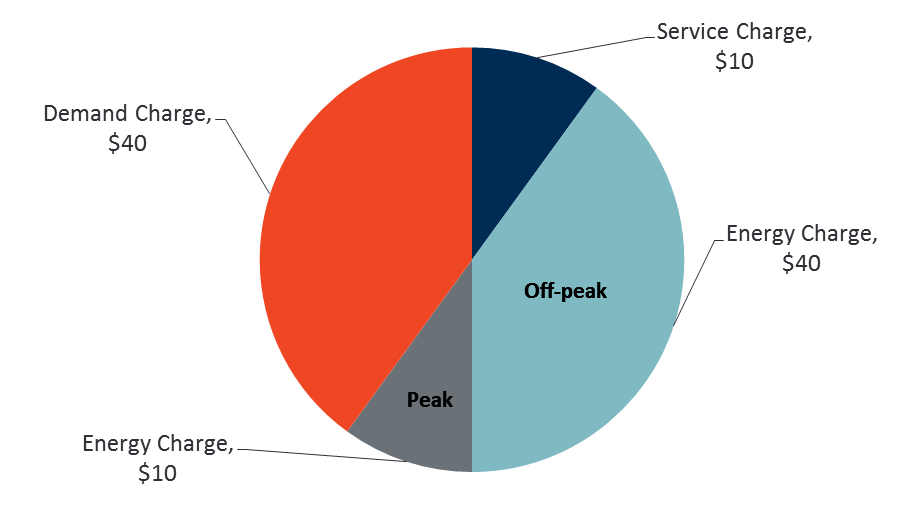 Service Charge,
$10
Demand Charge,
$40
Energy Charge,
$40
Off-peak
Peak
Energy Charge,
$10